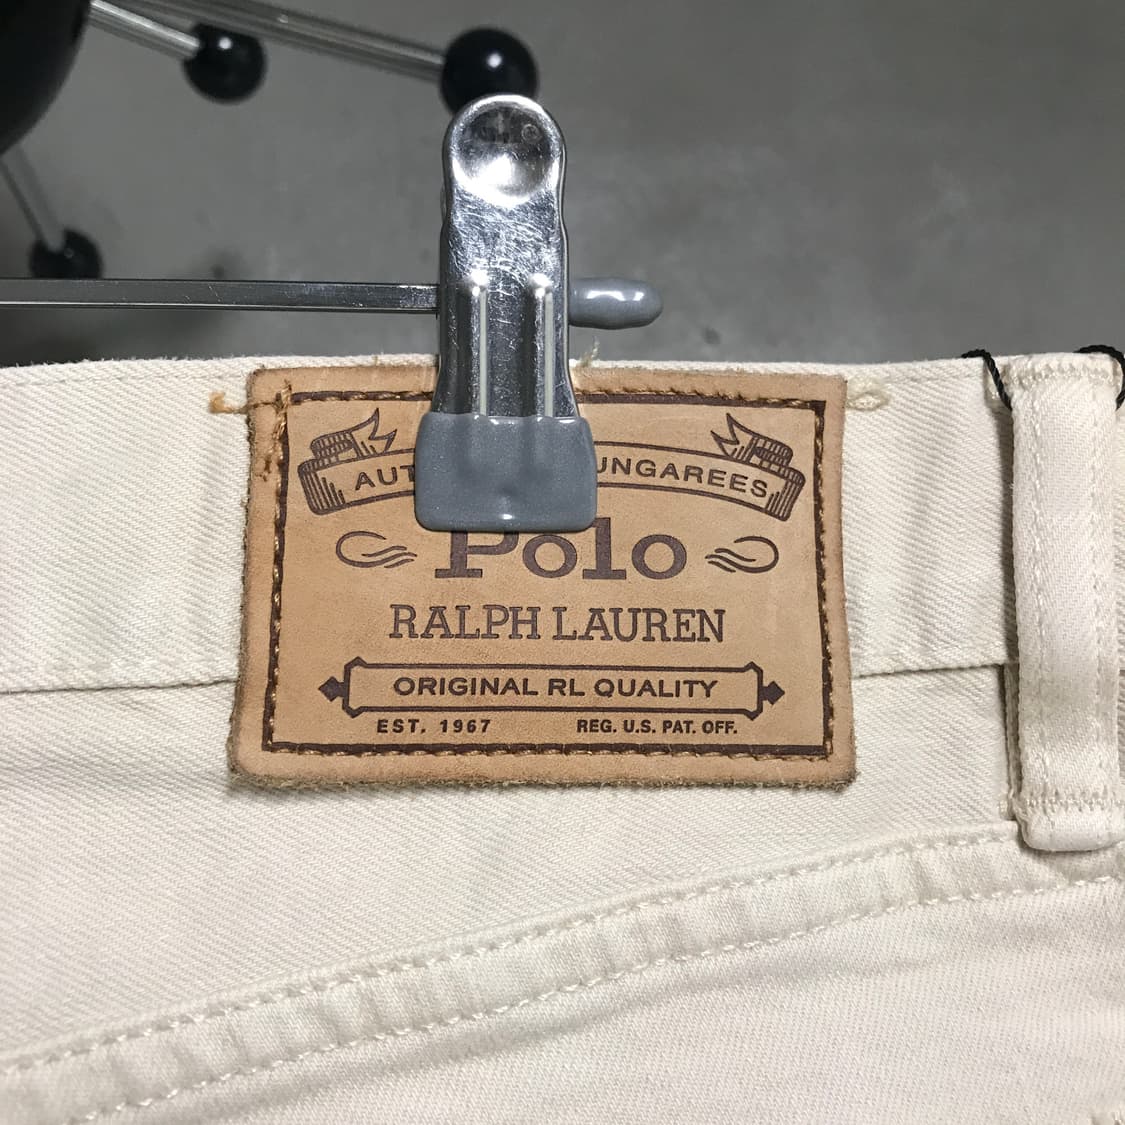 Polo
RALPH LAUREN
ORIGINAL RL QUALITY
EST. 1967 REG. U.S. PAT. OFF.